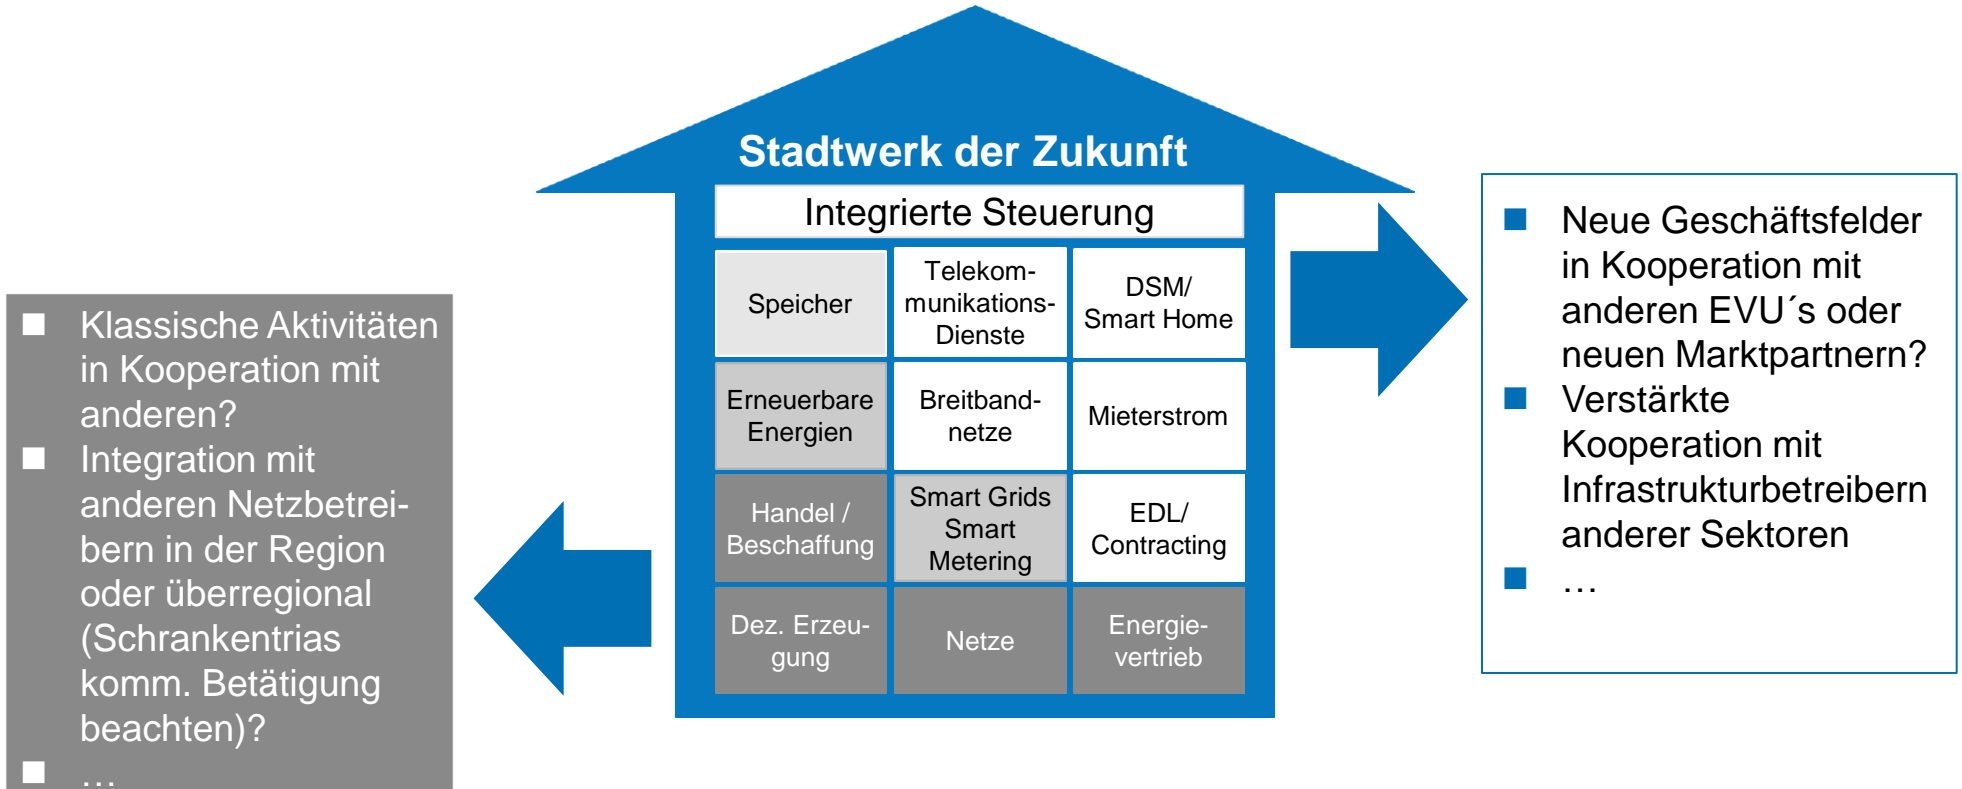 Stadtwerk der Zukunft
Integrierte Steuerung
Speicher
Telekom-
munikations-
Dienste
DSM/
Smart Home
Erneuerbare
Energien
Breitband-
netze
Mieterstrom
Handel /
Beschaffung
Smart Grids
Smart
Metering
EDL/
Contracting
Dez. Erzeu-
gung
Netze
Energie-
vertrieb
Klassische Aktivitäten
in Kooperation mit
anderen?
Integration mit
anderen Netzbetrei-
bern in der Region
oder überregional
(Schrankentrias
komm. Betätigung
beachten)?
…
Neue Geschäftsfelder
in Kooperation mit
anderen EVU´s oder
neuen Marktpartnern?
Verstärkte
Kooperation mit
Infrastrukturbetreibern
anderer Sektoren
…